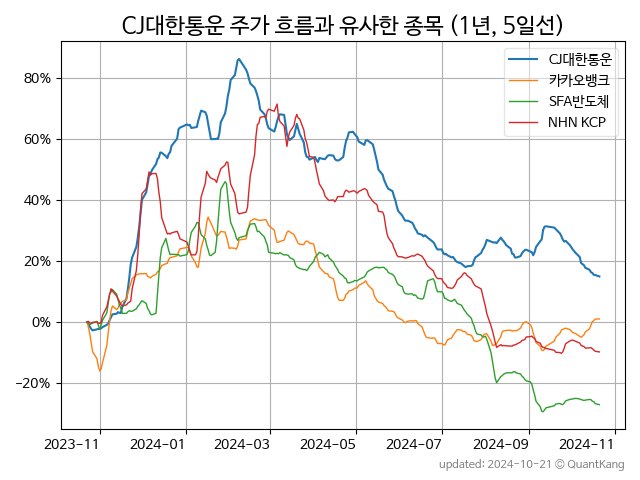 CJ대한통운 주가 흐름과 유사한 종목 (1년, 5일선)
CJ대한통운
카카오뱅크
SFA반도체
NHN KCP
80%
60%
40%
20%
0%
−20%
2023-11 2024-01 2024-03 2024-05 2024-07 2024-09 2024-11
updated: 2024-10-21 © QuantKang